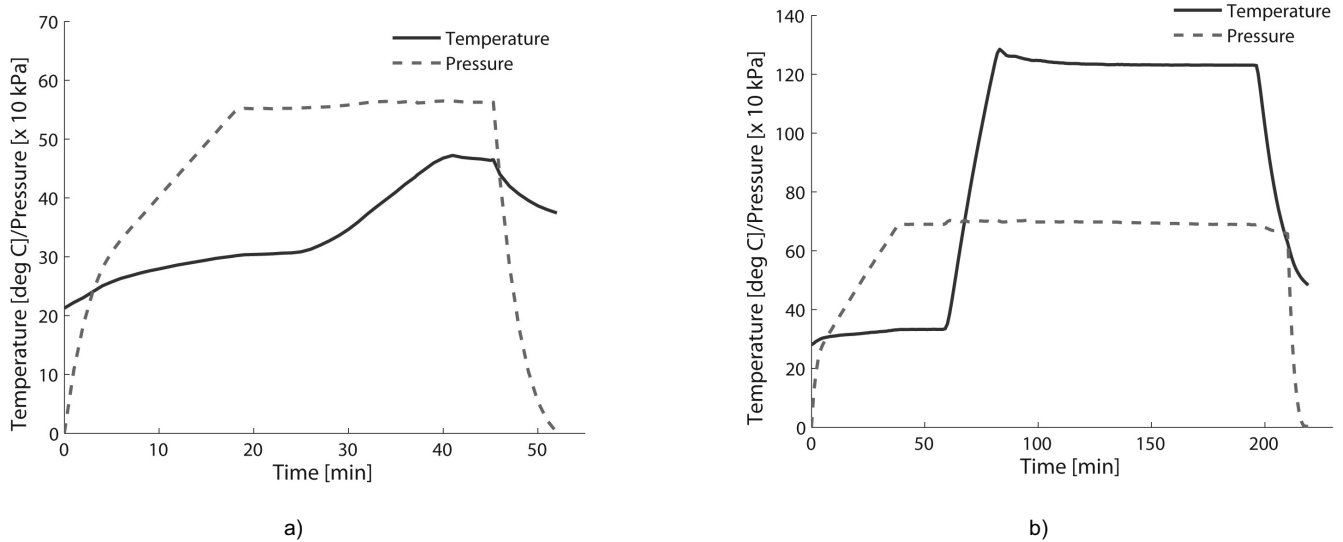 Temperature [deg C]/Pressure [x 10 kPa]
70
60
50
40
30
20
10
0
0 10 20 30 40 50
Time [min]
Temperature
Pressure
a)
Temperature [deg C]/Pressure [x 10 kPa]
140
120
100
80
60
40
20
0
0 50 100 150 200
Time [min]
Temperature
Pressure
b)